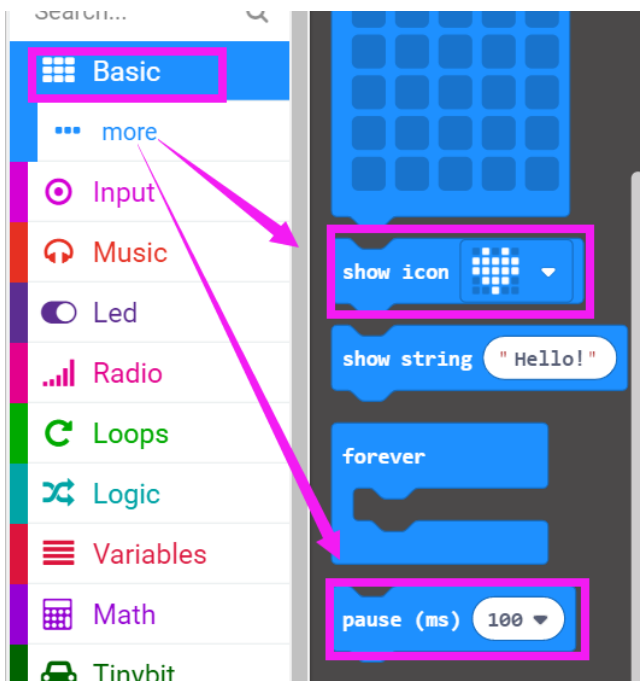 Search...
Basic
more
Input
Music
Led
Radio
Loops
Logic
Variables
Math
Tinybit
show icon
show string "Hello!"
forever
pause (ms) 100